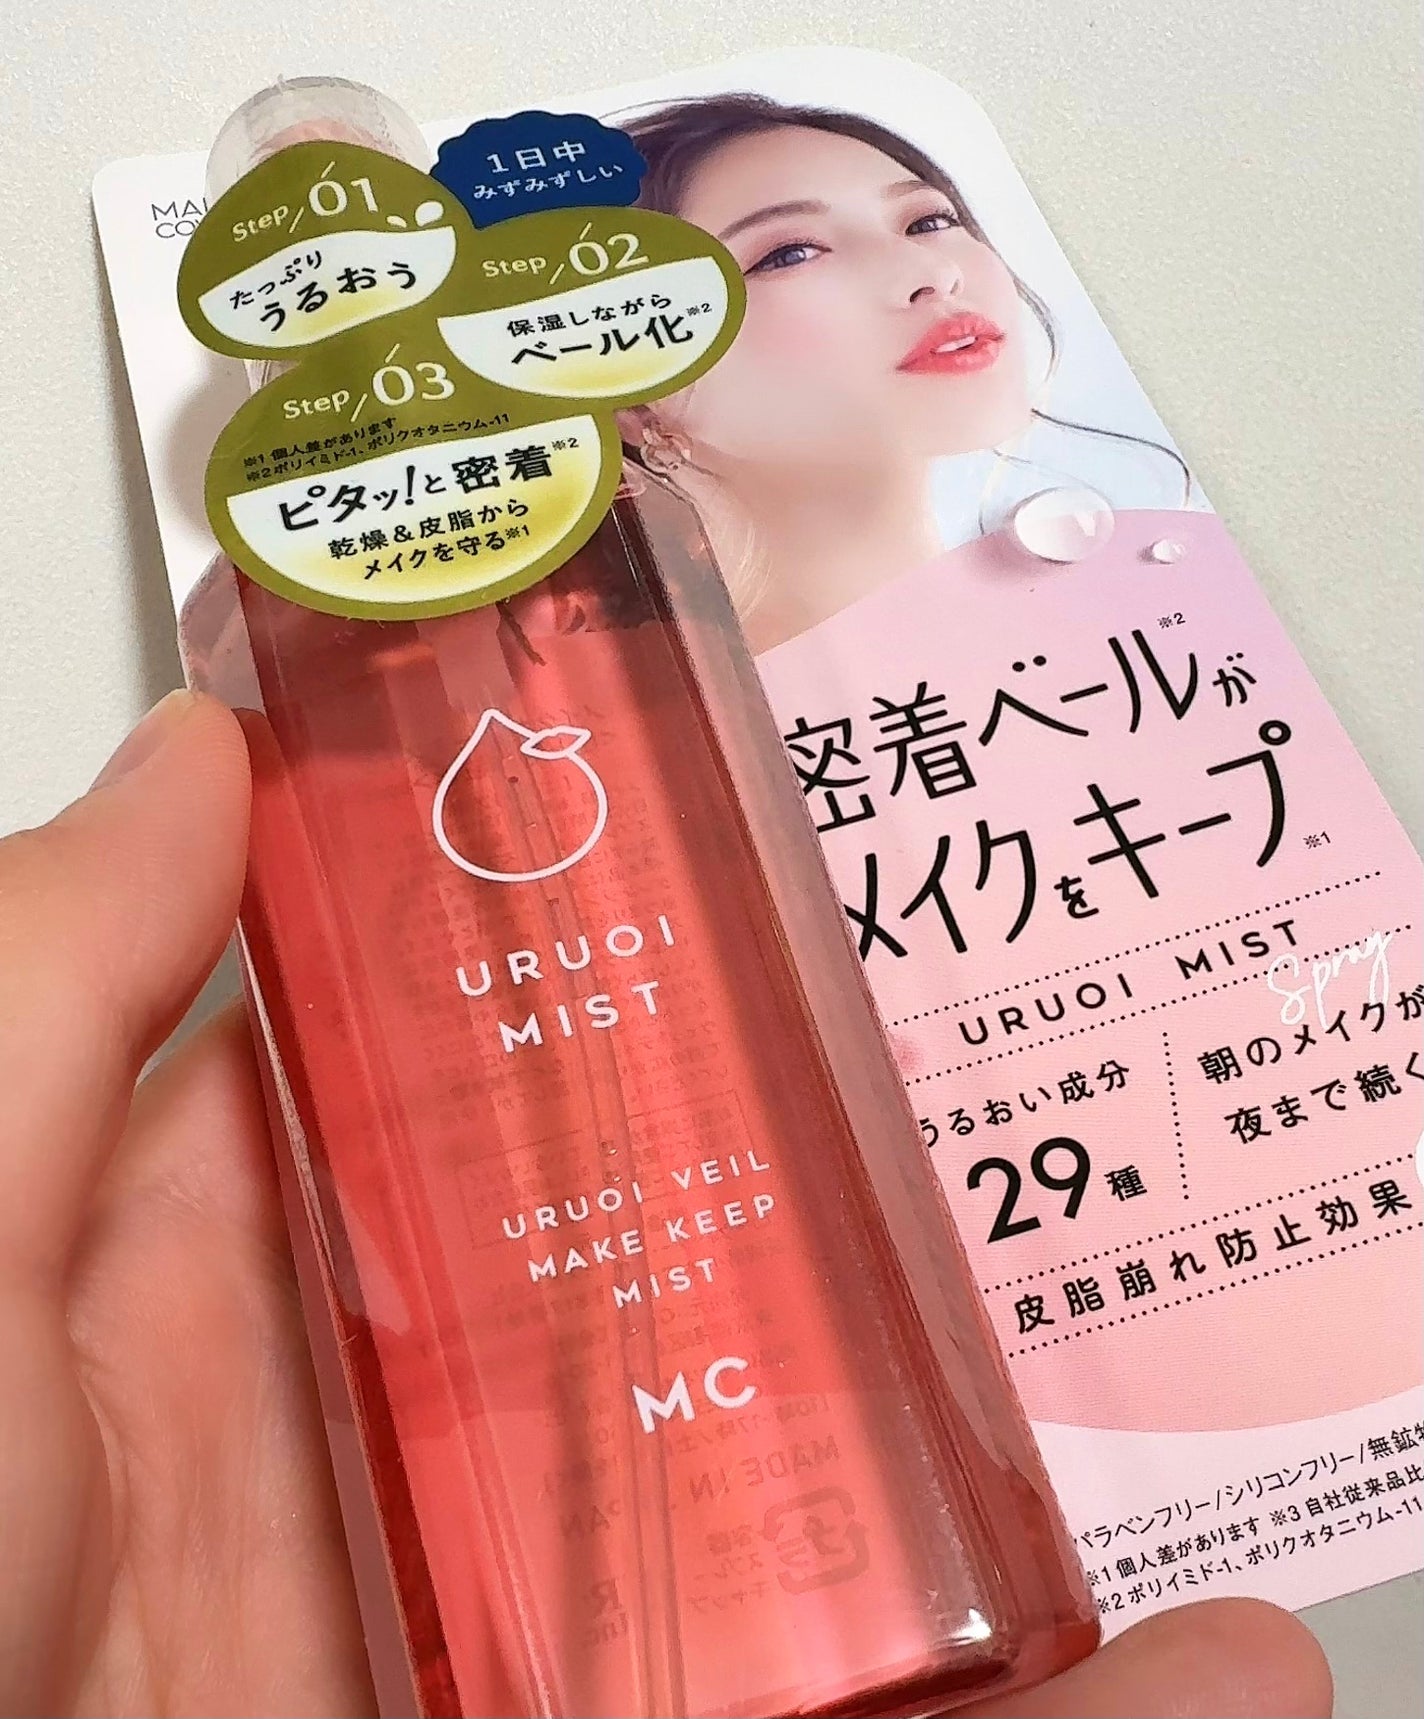 1日中
みずみずしい
Step/01
たっぷり
うるおう
Step/02
保湿しながら
ベール化※2
Step/03
※1 個人差があります
※2 ポリイミド-1、ポリクオタニウム-11
ピタッ!と密着※2
乾燥&皮脂から
メイクを守る※1
URUOI
MIST
URUOI VEIL
MAKE KEEP
MIST
MC
密着ベールが※2
メイクをキープ※1
URUOI MIST
Spray
うるおい成分
29種
朝のメイクが
夜まで続く
皮脂崩れ防止効果
パラベンフリー/シリコンフリー/無鉱物
※1 個人差があります ※3 自社従来品比
※2 ポリイミド-1、ポリクオタニウム-11
MADE IN